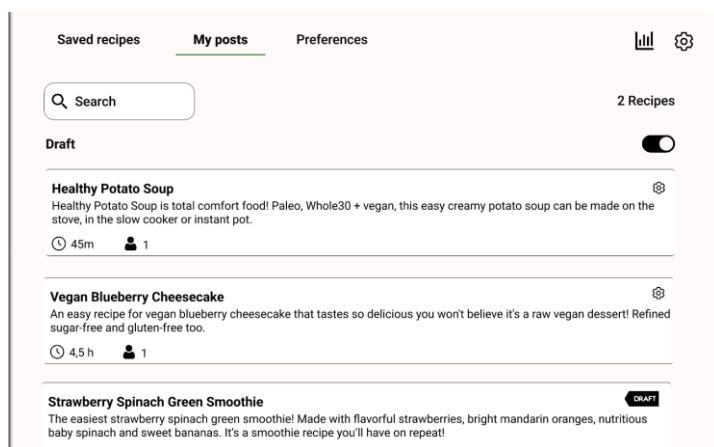 Saved recipes My posts Preferences
Search 2 Recipes
Draft
Healthy Potato Soup
Healthy Potato Soup is total comfort food! Paleo, Whole30 + vegan, this easy creamy potato soup can be made on the
stove, in the slow cooker or instant pot.
45m 1
Vegan Blueberry Cheesecake
An easy recipe for vegan blueberry cheesecake that tastes so delicious you won't believe it's a raw vegan dessert! Refined
sugar-free and gluten-free too.
4,5 h 1
Strawberry Spinach Green Smoothie DRAFT
The easiest strawberry spinach green smoothie! Made with flavorful strawberries, bright mandarin oranges, nutritious
baby spinach and sweet bananas. It’s a smoothie recipe you’ll have on repeat!